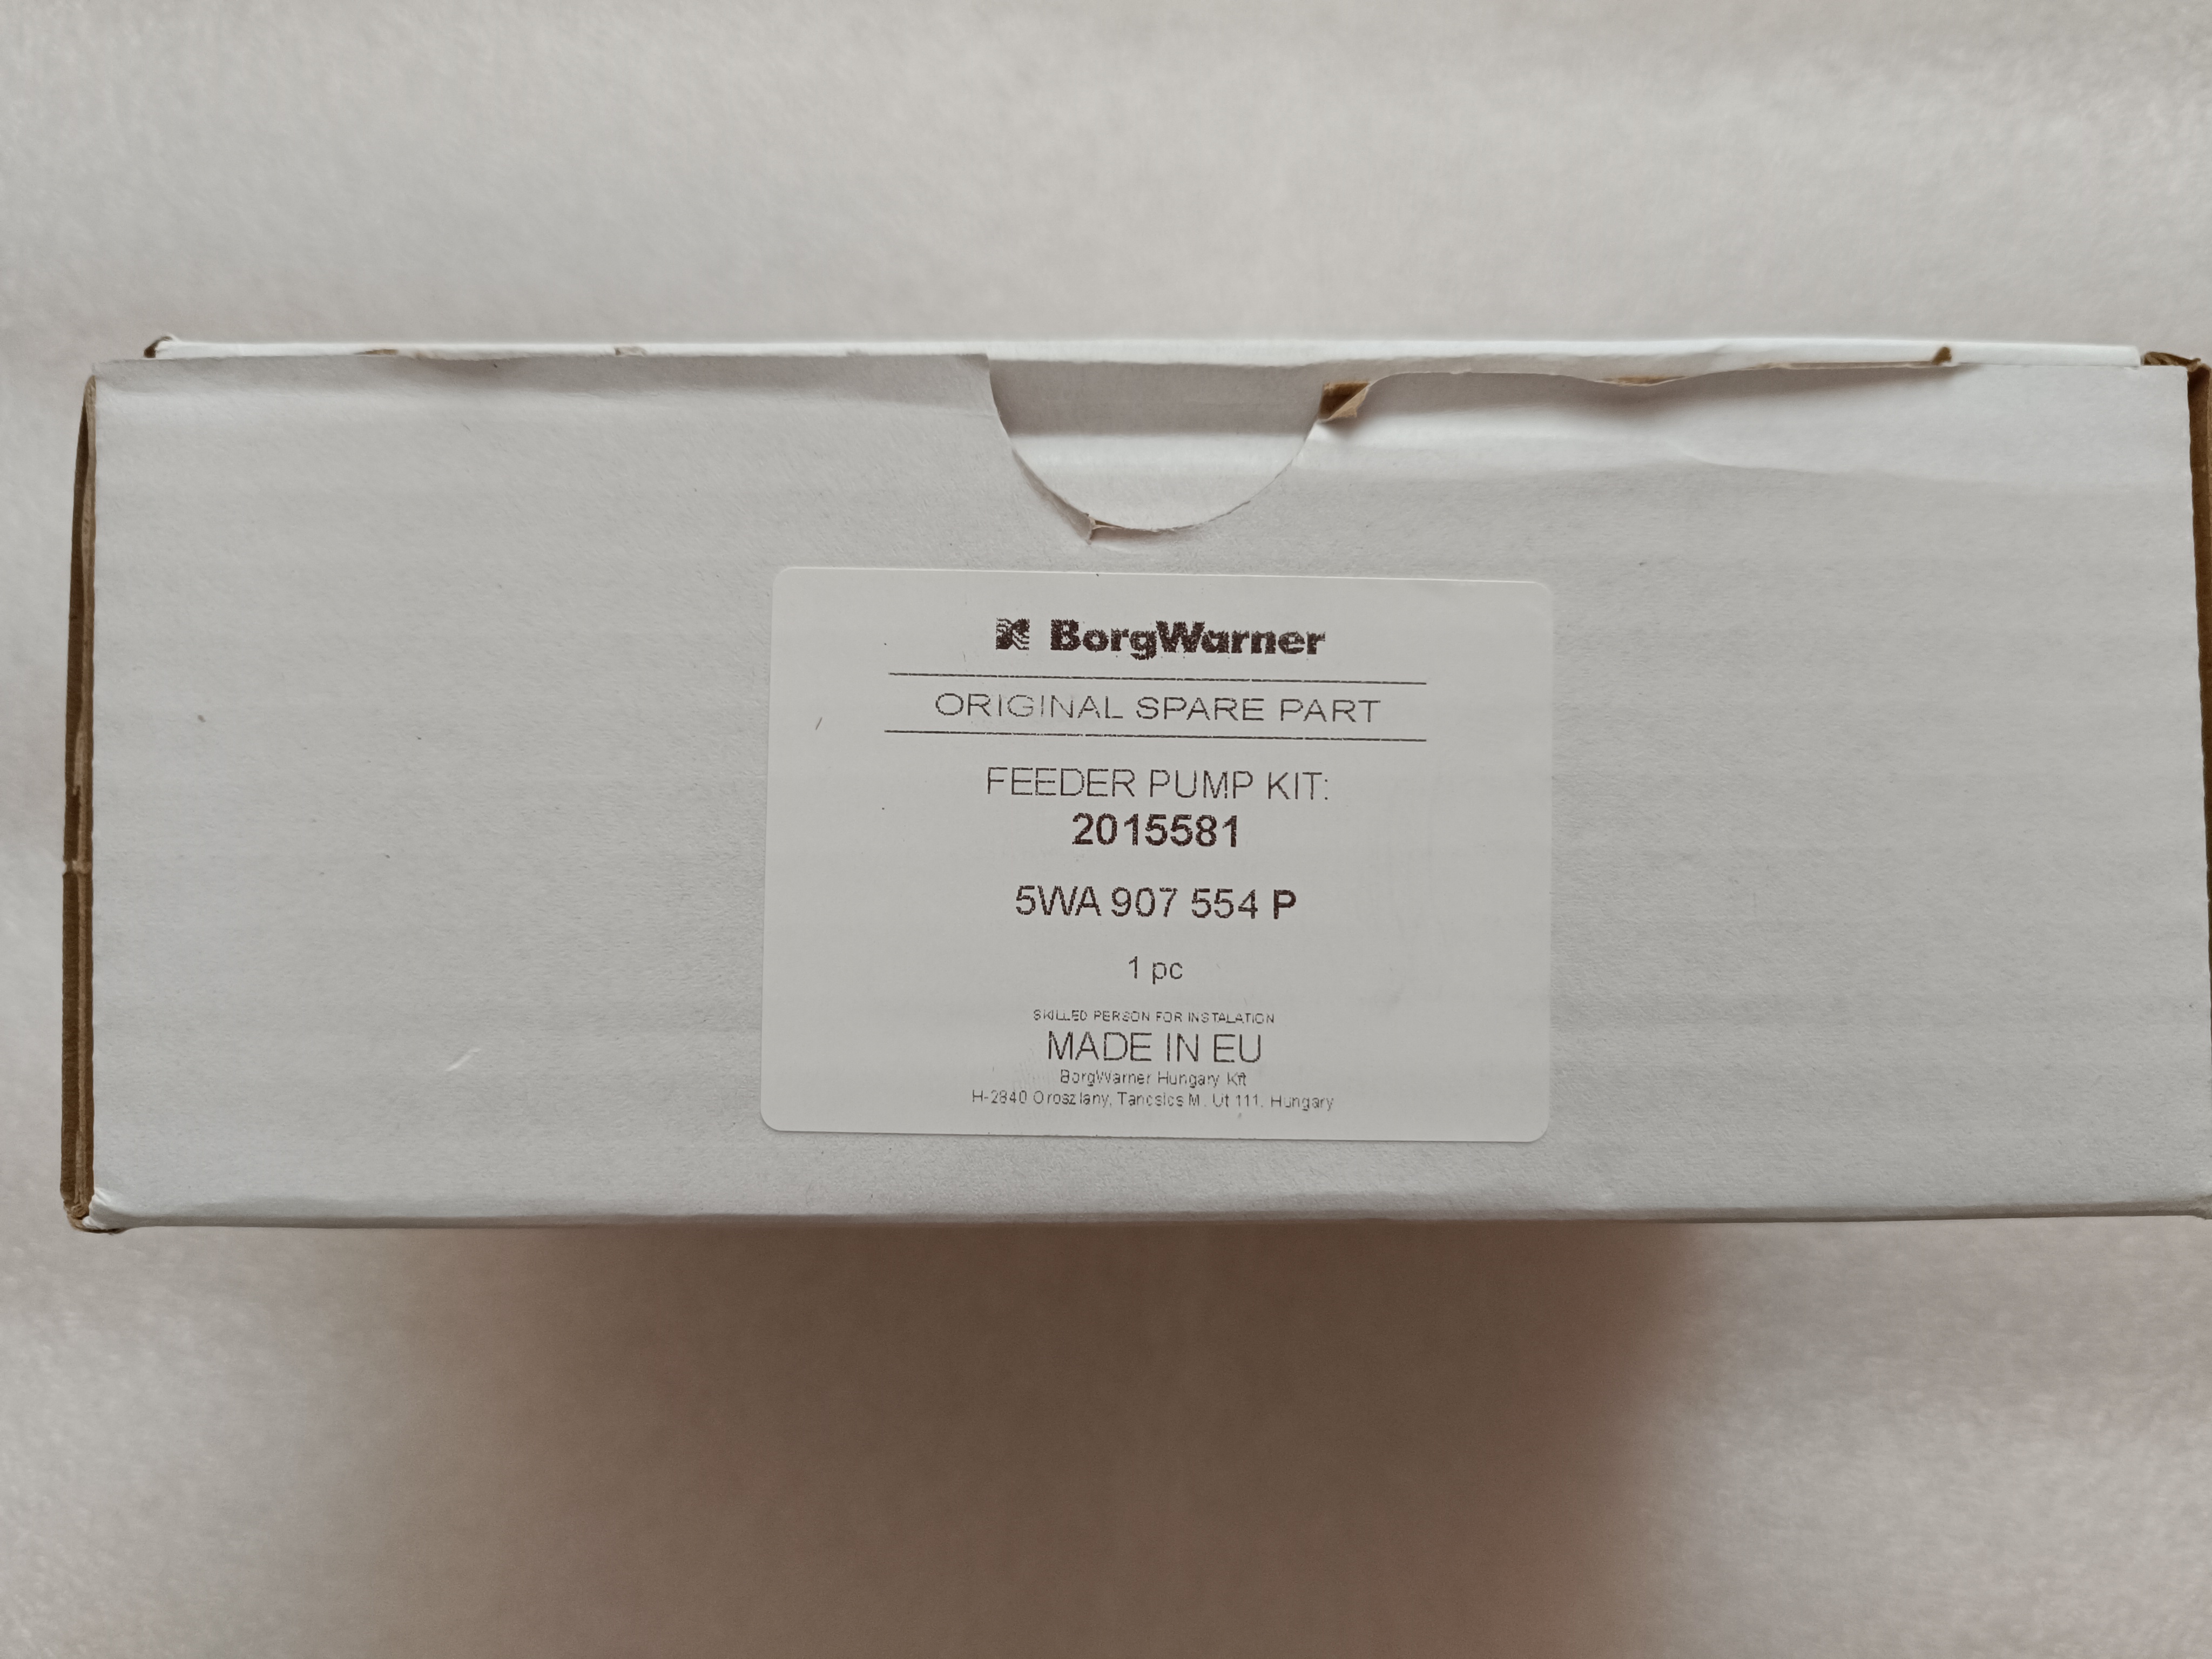 BorgWarner
ORIGINAL SPARE PART
FEEDER PUMP KIT:
2015581
5WA 907 554 P
1 pc
SKILLED PERSON FOR INSTALATION
MADE IN EU
BorgWarner Hungary Kft
H-2840 Oroszlany, Tancsics M. Ut 111. Hungary